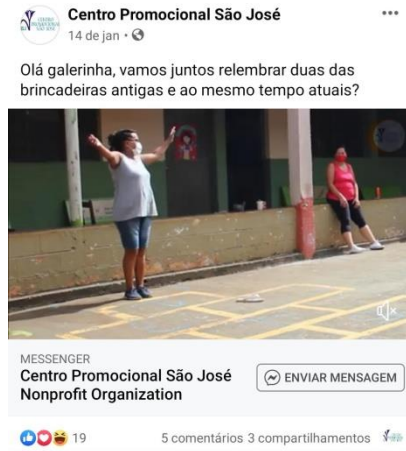 Centro Promocional São José
14 de jan •
Olá galerinha, vamos juntos relembrar duas das
brincadeiras antigas e ao mesmo tempo atuais?
MESSENGER
Centro Promocional São José
Nonprofit Organization
ENVIAR MENSAGEM
19
5 comentários 3 compartilhamentos